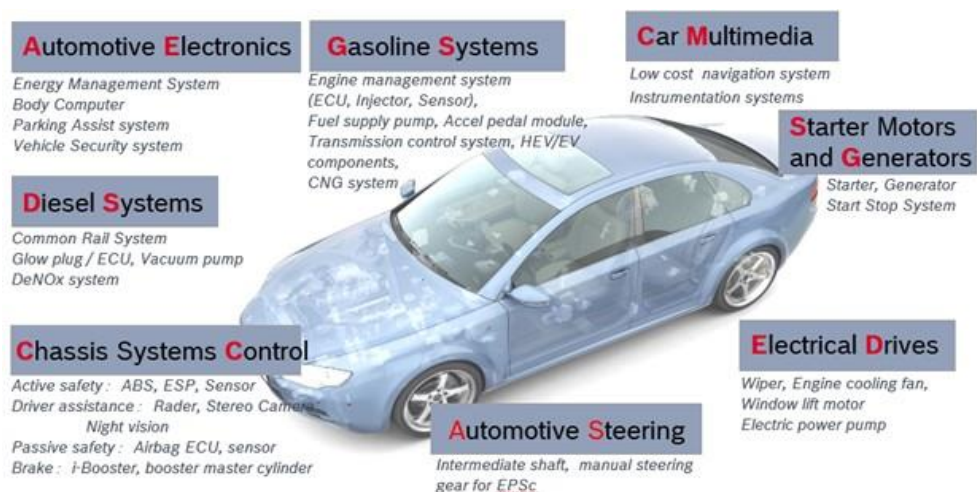 Automotive Electronics
Energy Management System
Body Computer
Parking Assist system
Vehicle Security system
Gasoline Systems
Engine management system
(ECU, Injector, Sensor),
Fuel supply pump, Accel pedal module,
Transmission control system, HEV/EV
components,
CNG system
Car Multimedia
Low cost navigation system
Instrumentation systems
Starter Motors
and Generators
Starter, Generator
Start Stop System
Diesel Systems
Common Rail System
Glow plug / ECU, Vacuum pump
DeNOx system
Chassis Systems Control
Active safety : ABS, ESP, Sensor
Driver assistance : Rader, Stereo Camera
Night vision
Passive safety : Airbag ECU, sensor
Brake : i-Booster, booster master cylinder
Automotive Steering
Intermediate shaft, manual steering
gear for EPSc
Electrical Drives
Wiper, Engine cooling fan,
Window lift motor
Electric power pump